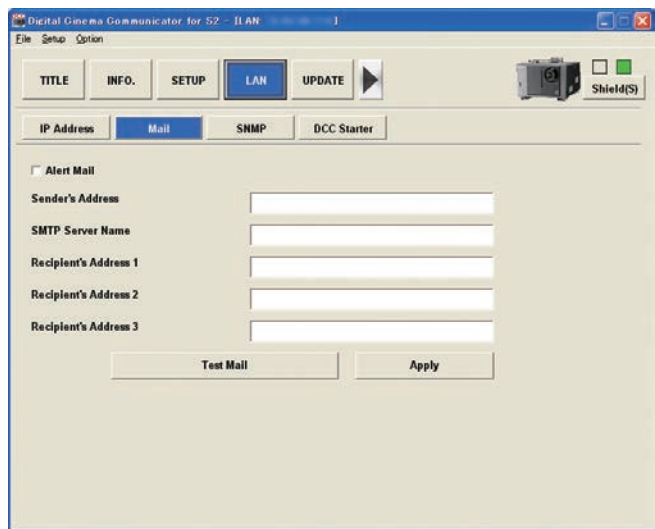 Digital Cinema Communicator for S2 - [LAN: ]
File Setup Option
TITLE INFO. SETUP LAN UPDATE
Shield(S)
IP Address Mail SNMP DCC Starter
Alert Mail
Sender's Address
SMTP Server Name
Recipient's Address 1
Recipient's Address 2
Recipient's Address 3
Test Mail Apply